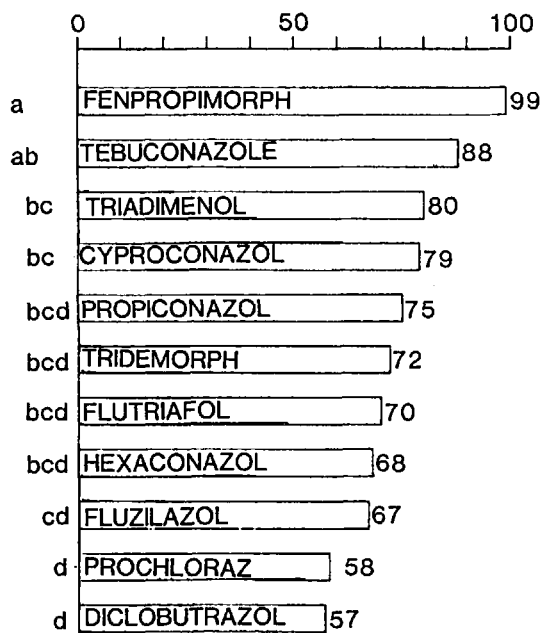 0 50 100
a FENPROPIMORPH 99
ab TEBUCONAZOLE 88
bc TRIADIMENOL 80
bc CYPROCONAZOL 79
bcd PROPICONAZOL 75
bcd TRIDEMORPH 72
bcd FLUTRIAFOL 70
bcd HEXACONAZOL 68
cd FLUZILAZOL 67
d PROCHLORAZ 58
d DICLOBUTRAZOL 57